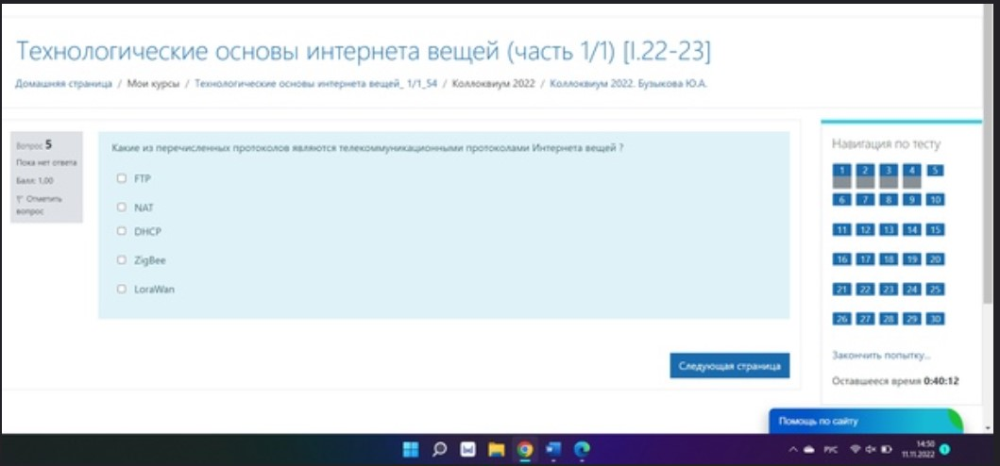 Технологические основы интернета вещей (часть 1/1) [I.22-23]
Домашняя страница / Мои курсы / Технологические основы интернета вещей_ 1/1_54 / Коллоквиум 2022 / Коллоквиум 2022. Бузыкова Ю.А.
Вопрос 5
Пока нет ответа
Балл: 1,00
Отметить
вопрос
Какие из перечисленных протоколов являются телекоммуникационными протоколами Интернета вещей ?
FTP
NAT
DHCP
ZigBee
LoraWan
Следующая страница
Навигация по тесту
1 2 3 4 5
6 7 8 9 10
11 12 13 14 15
16 17 18 19 20
21 22 23 24 25
26 27 28 29 30
Закончить попытку...
Оставшееся время 0:40:12
Помощь по сайту
РУС
14:50
11.11.2022
1